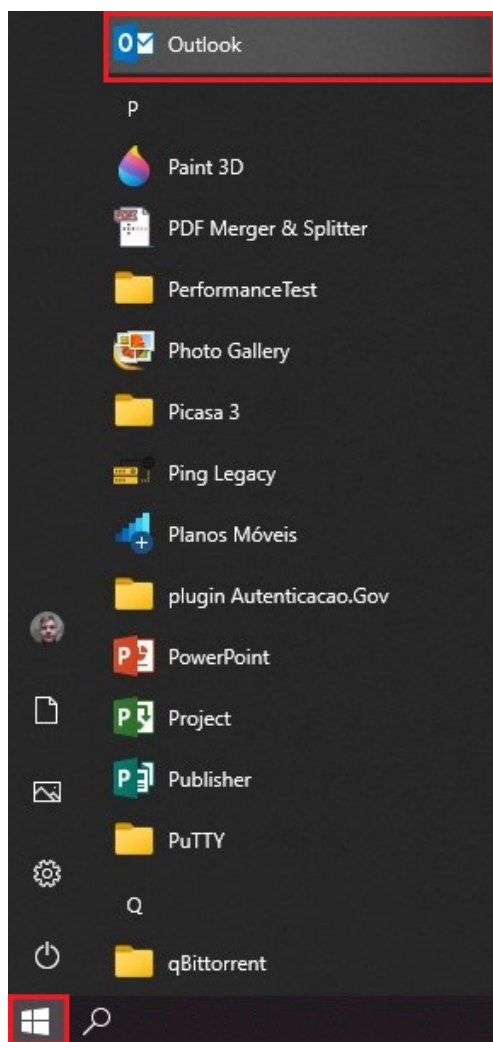 Outlook
P
Paint 3D
PDF Merger & Splitter
PerformanceTest
Photo Gallery
Picasa 3
Ping Legacy
Planos Móveis
plugin Autenticacao.Gov
PowerPoint
Project
Publisher
PuTTY
Q
qBittorrent